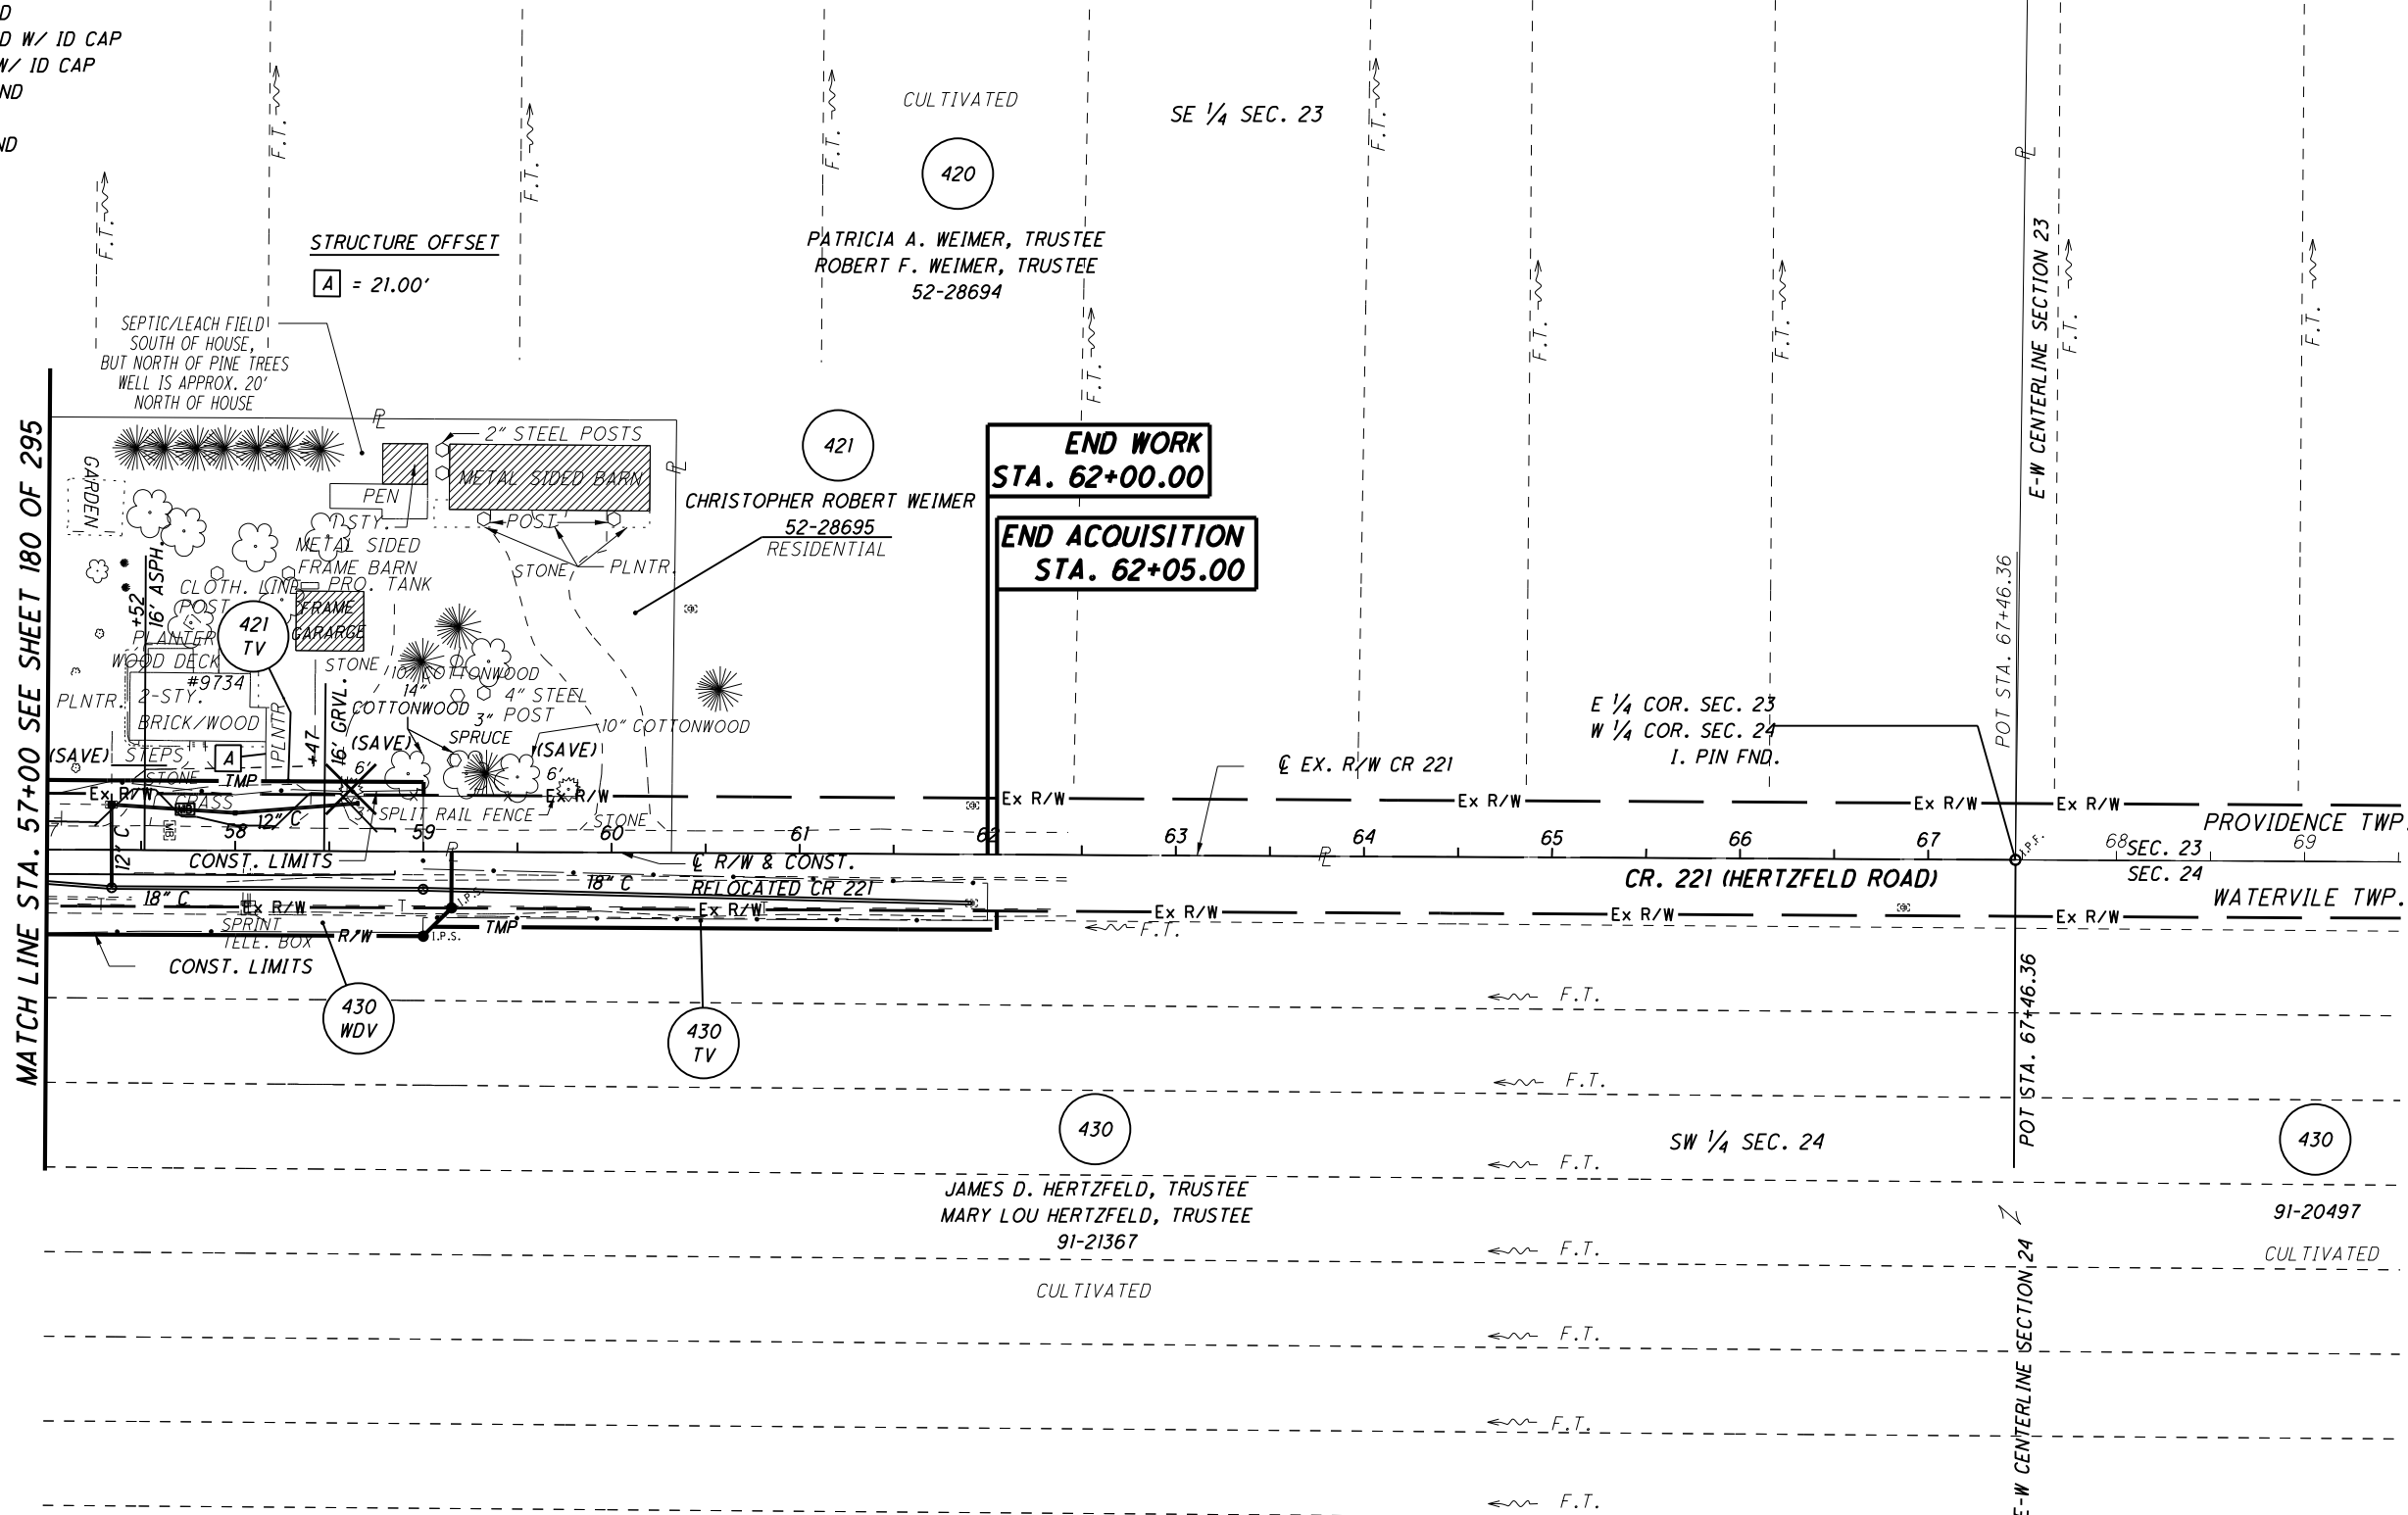 D
D W/ ID CAP
W/ ID CAP
ND
ND
F.T.
F.T.
F.T.
F.T.
F.T.
F.T.
F.T.
F.T.
F.T.
F.T.
CULTIVATED
SE 1/4 SEC. 23
420
PATRICIA A. WEIMER, TRUSTEE
ROBERT F. WEIMER, TRUSTEE
52-28694
STRUCTURE OFFSET
A = 21.00'
SEPTIC/LEACH FIELD
SOUTH OF HOUSE,
BUT NORTH OF PINE TREES
WELL IS APPROX. 20'
NORTH OF HOUSE
MATCH LINE STA. 57+00 SEE SHEET 180 OF 295
GARDEN
2" STEEL POSTS
METAL SIDED BARN
PEN
POST
1 STY.
METAL SIDED
FRAME BARN
PRO. TANK
STONE
PLNTR.
CLOTH. LINE
POST
FRAME
GARARGE
+52
16' ASPH.
421
TV
PLANTER
WOOD DECK
#9734
2-STY.
BRICK/WOOD
PLNTR.
PLNTR
STONE
10" COTTONWOOD
14"
COTTONWOOD
4" STEEL
POST
3"
SPRUCE
10" COTTONWOOD
+47
16' GRVL.
(SAVE)
(SAVE)
(SAVE)
STEPS
A
6'
6'
STONE
TMP
Ex R/W
GRASS
3' SPLIT RAIL FENCE
Ex R/W
STONE
12" C
12" C
421
CHRISTOPHER ROBERT WEIMER
52-28695
RESIDENTIAL
END WORK
STA. 62+00.00
END ACQUISITION
STA. 62+05.00
E-W CENTERLINE SECTION 23
POT STA. 67+46.36
E 1/4 COR. SEC. 23
W 1/4 COR. SEC. 24
I. PIN FND.
℄ EX. R/W CR 221
Ex R/W
Ex R/W
Ex R/W
Ex R/W
58
59
60
61
62
63
64
65
66
67
68
69
I.P.F.
PROVIDENCE TWP.
SEC. 23
SEC. 24
WATERVILE TWP.
CONST. LIMITS
℄ R/W & CONST.
RELOCATED CR 221
CR. 221 (HERTZFELD ROAD)
18" C
18" C
I.P.S.
Ex R/W
Ex R/W
Ex R/W
Ex R/W
Ex R/W
SPRINT
TELE. BOX
R/W
I.P.S.
TMP
F.T.
CONST. LIMITS
430
WDV
430
TV
F.T.
POT STA. 67+46.36
F.T.
430
SW 1/4 SEC. 24
430
F.T.
JAMES D. HERTZFELD, TRUSTEE
MARY LOU HERTZFELD, TRUSTEE
91-21367
91-20497
F.T.
CULTIVATED
CULTIVATED
F.T.
E-W CENTERLINE SECTION 24
F.T.
F.T.